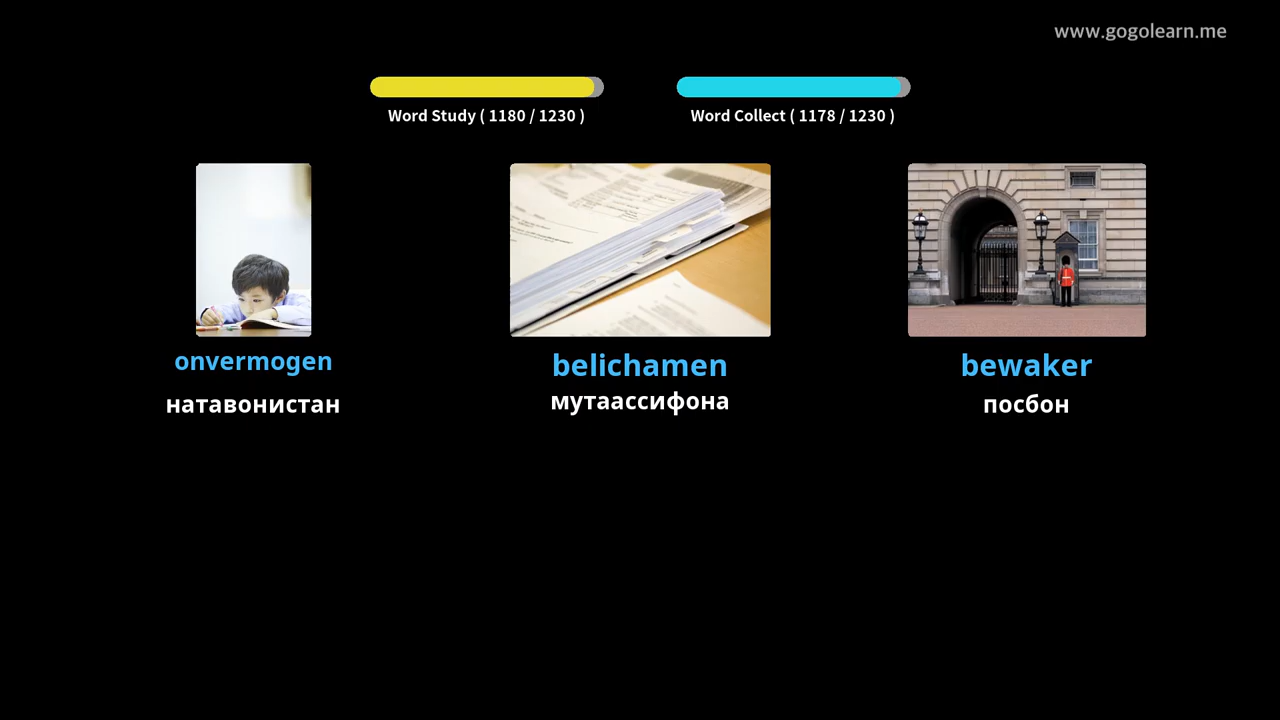 www.gogolearn.me
Word Study ( 1180 / 1230 )
Word Collect ( 1178 / 1230 )
onvermogen
натавонистан
belichamen
мутаассифона
bewaker
посбон